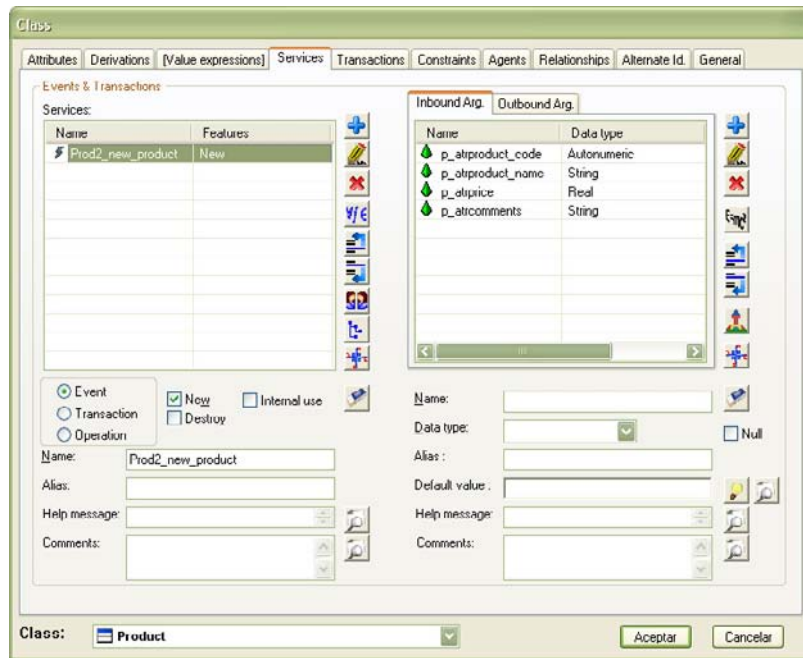 Class
Attributes Derivations [Value expressions] Services Transactions Constraints Agents Relationships Alternate Id. General
Events & Transactions
Services:
Name Features
Prod2_new_product New
Inbound Arg. Outbound Arg.
Name Data type
p_atrproduct_code Autonumeric
p_atrproduct_name String
p_atrprice Real
p_atrcomments String
Event
Transaction
Operation
New
Destroy
Internal use
Name: Prod2_new_product
Alias:
Help message:
Comments:
Name:
Data type:
Null
Alias :
Default value :
Help message:
Comments:
Class: Product
Aceptar Cancelar